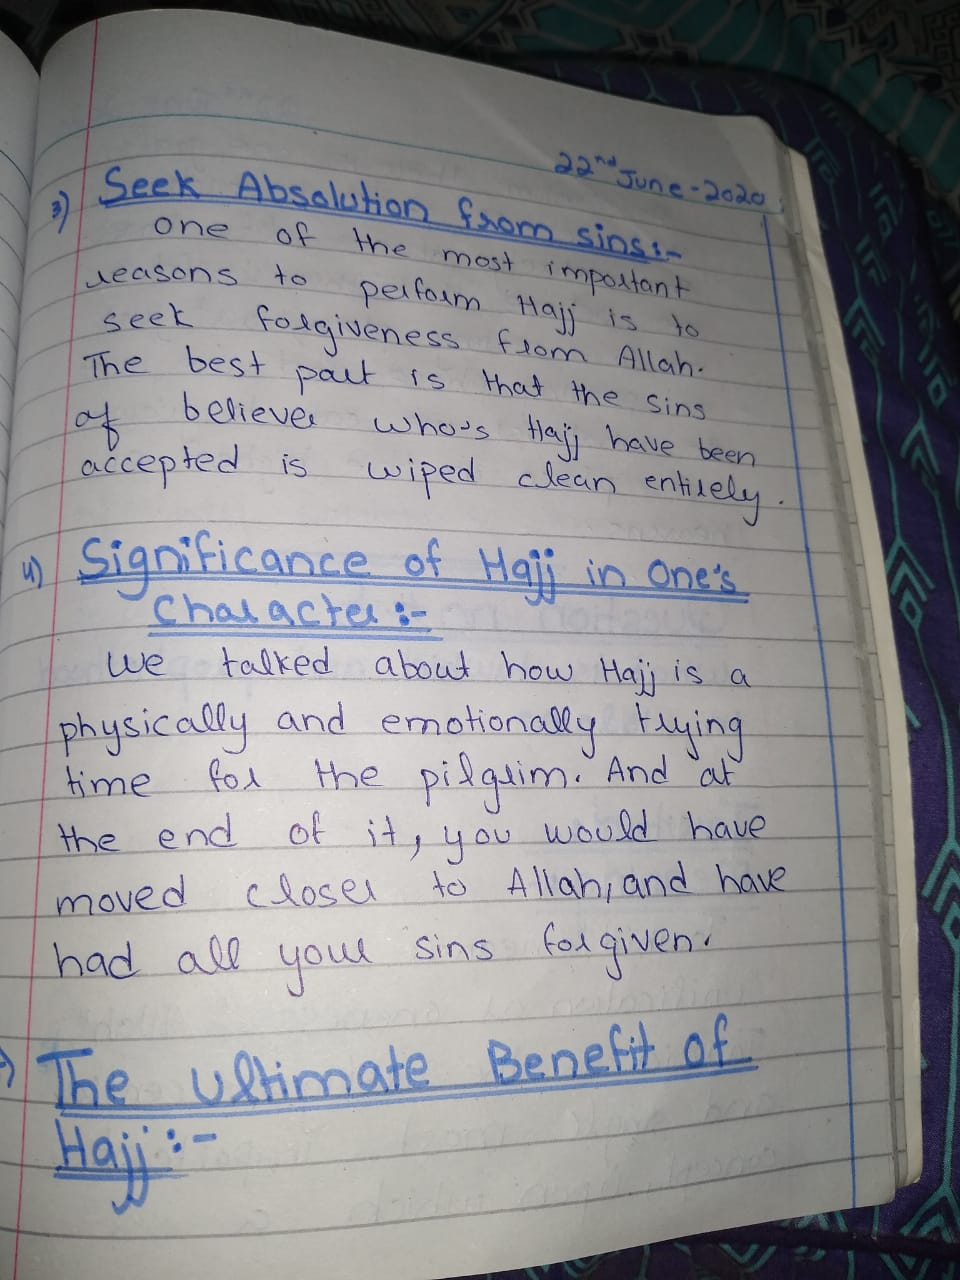 22nd June-2020
3) Seek Absolution from sins:-
one of the most important
reasons to perform Hajj is to
seek forgiveness from Allah.
The best part is that the sins
of believer who's Hajj have been
accepted is wiped clean entirely.
4) Significance of Hajj in one's
Character:-
we talked about how Hajj is a
physically and emotionally trying
time for the pilgrim. And at
the end of it, you would have
moved closer to Allah, and have
had all your sins forgiven.
The Ultimate Benefit of
Hajj:-